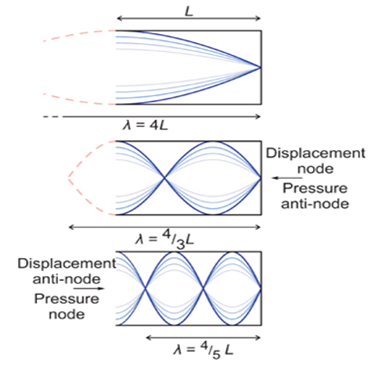 L
λ = 4L
Displacement
node
Pressure
anti-node
λ = 4/3L
Displacement
anti-node
Pressure
node
λ = 4/5 L